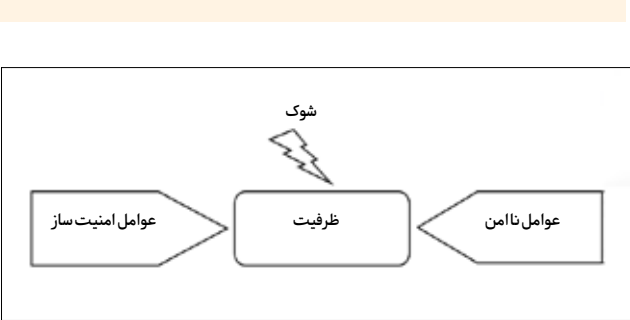 شوک
عوامل ناامن
ظرفیت
عوامل امنیت ساز